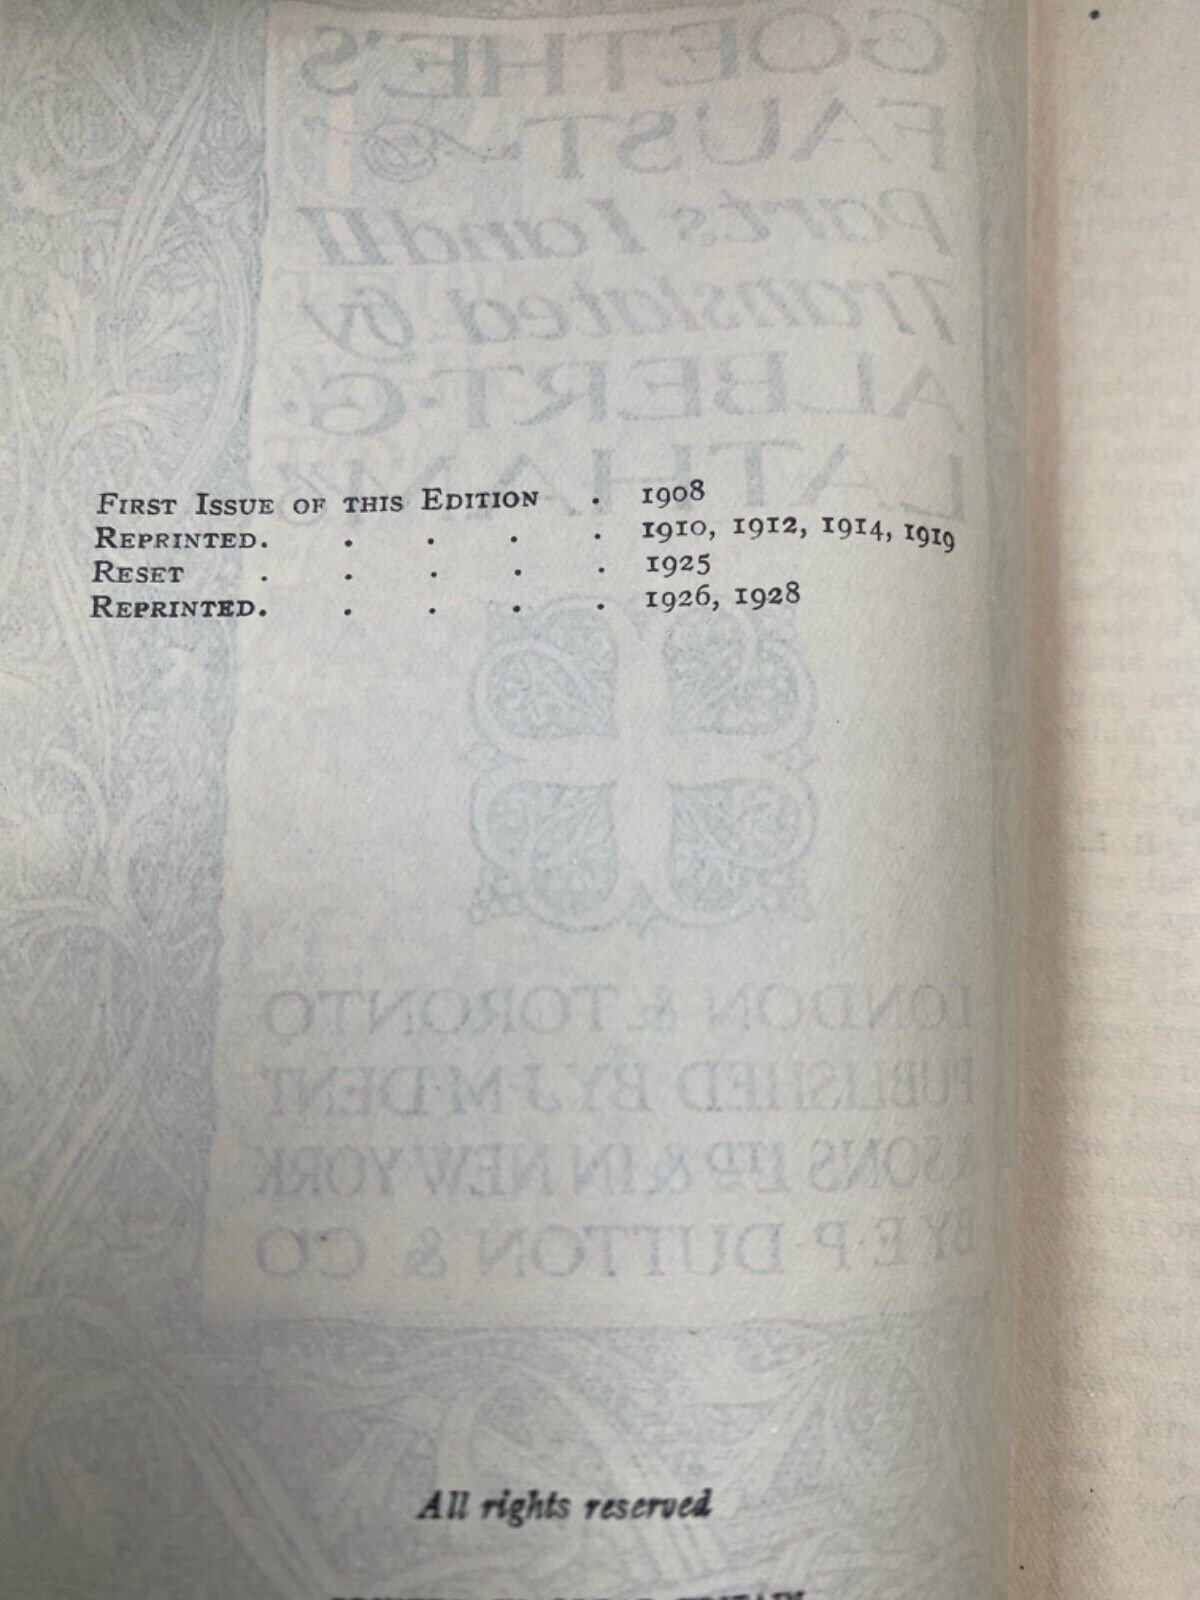 First Issue of this Edition . 1908
Reprinted. . . . . 1910, 1912, 1914, 1919
Reset . . . . . 1925
Reprinted. . . . . 1926, 1928
GOETHE'S
FAUST
Parts I and II
Translated by
ALBERT·G·
LATHAM
LONDON & TORONTO
PUBLISHED BY J·M·DENT
& SONS LTD & IN NEW YORK
BY E·P·DUTTON & CO
All rights reserved